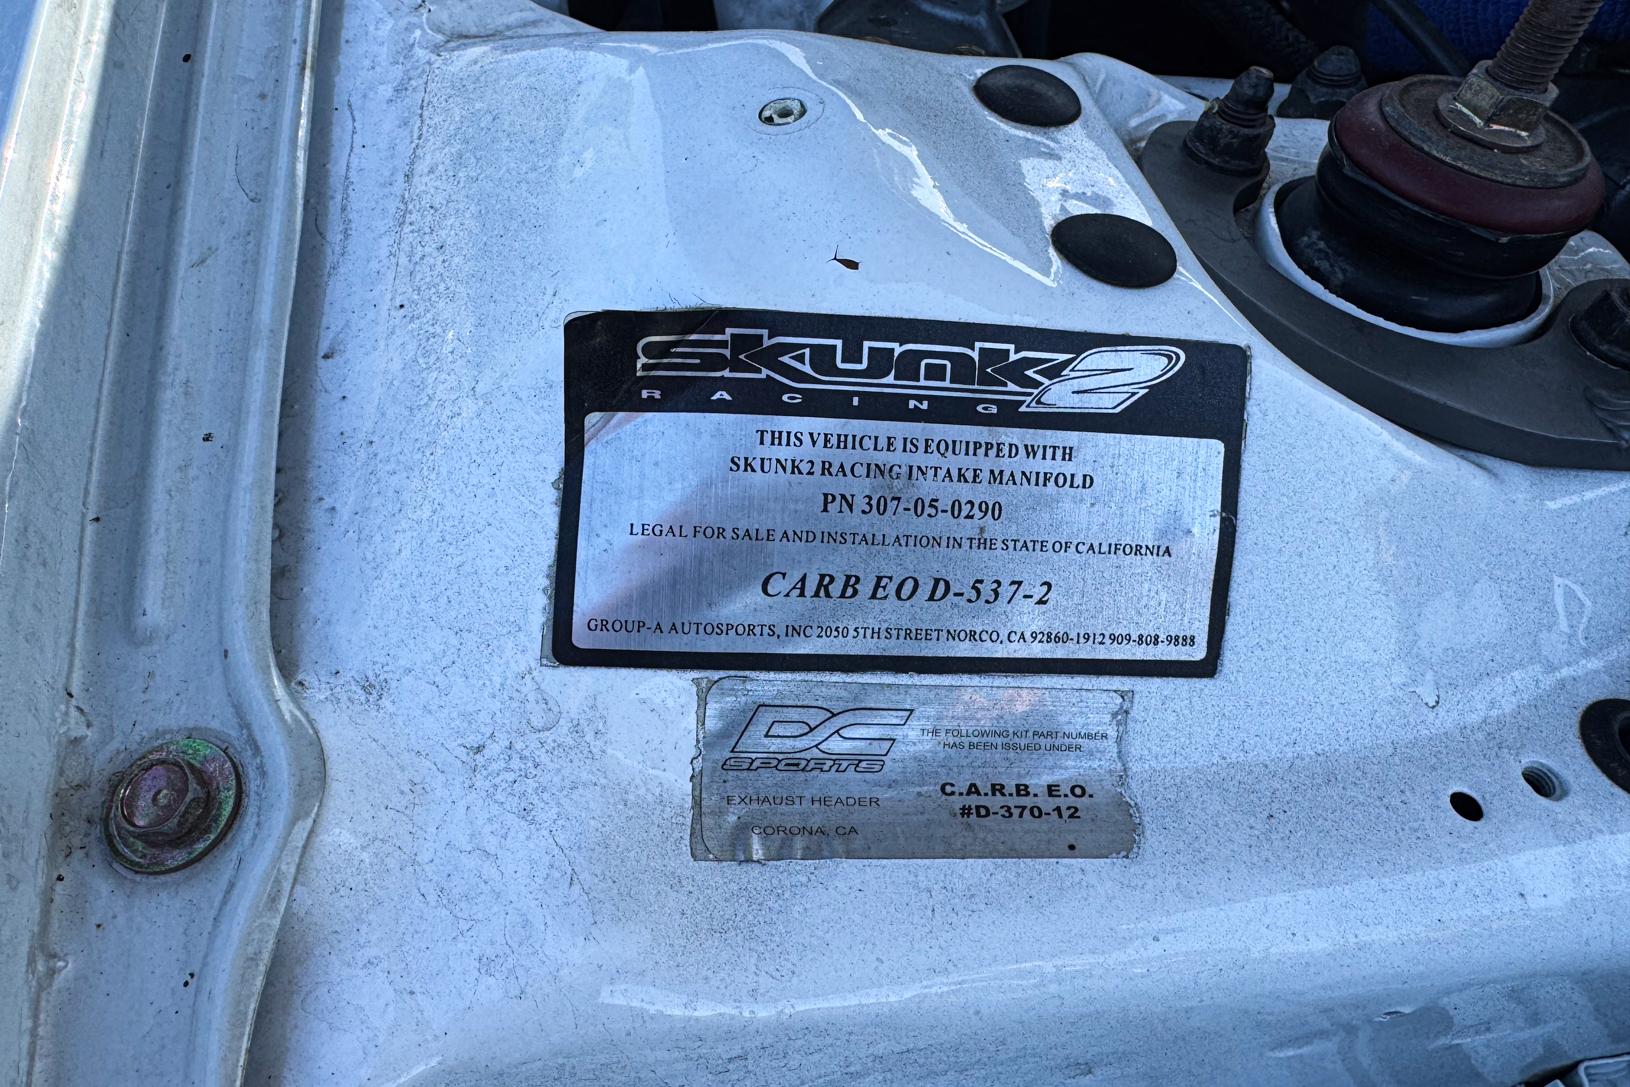 skunk2
RACING
THIS VEHICLE IS EQUIPPED WITH
SKUNK2 RACING INTAKE MANIFOLD
PN 307-05-0290
LEGAL FOR SALE AND INSTALLATION IN THE STATE OF CALIFORNIA
CARB EO D-537-2
GROUP-A AUTOSPORTS, INC 2050 5TH STREET NORCO, CA 92860-1912 909-808-9888
DC
SPORTS
EXHAUST HEADER
CORONA, CA
THE FOLLOWING KIT PART NUMBER
HAS BEEN ISSUED UNDER
C.A.R.B. E.O.
#D-370-12